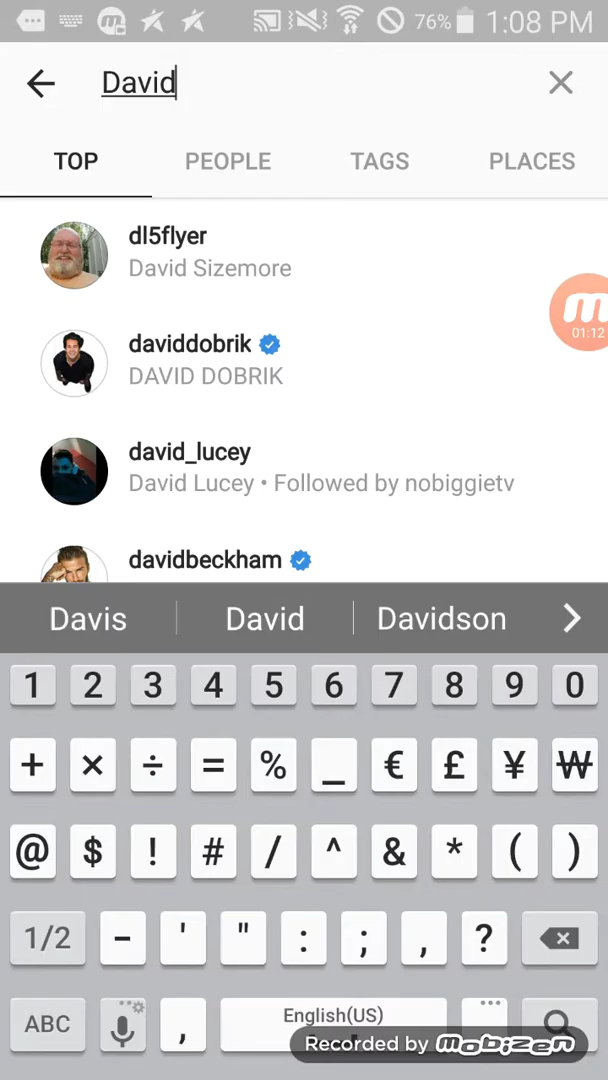 76% 1:08 PM
David
TOP PEOPLE TAGS PLACES
dl5flyer
David Sizemore
01:12
daviddobrik
DAVID DOBRIK
david_lucey
David Lucey • Followed by nobiggietv
davidbeckham
Davis David Davidson
1 2 3 4 5 6 7 8 9 0
+ × ÷ = % _ € £ ¥ ₩
@ $ ! # / ^ & * ( )
1/2 - ' " : ; , ?
ABC , English(US)
Recorded by mobizen